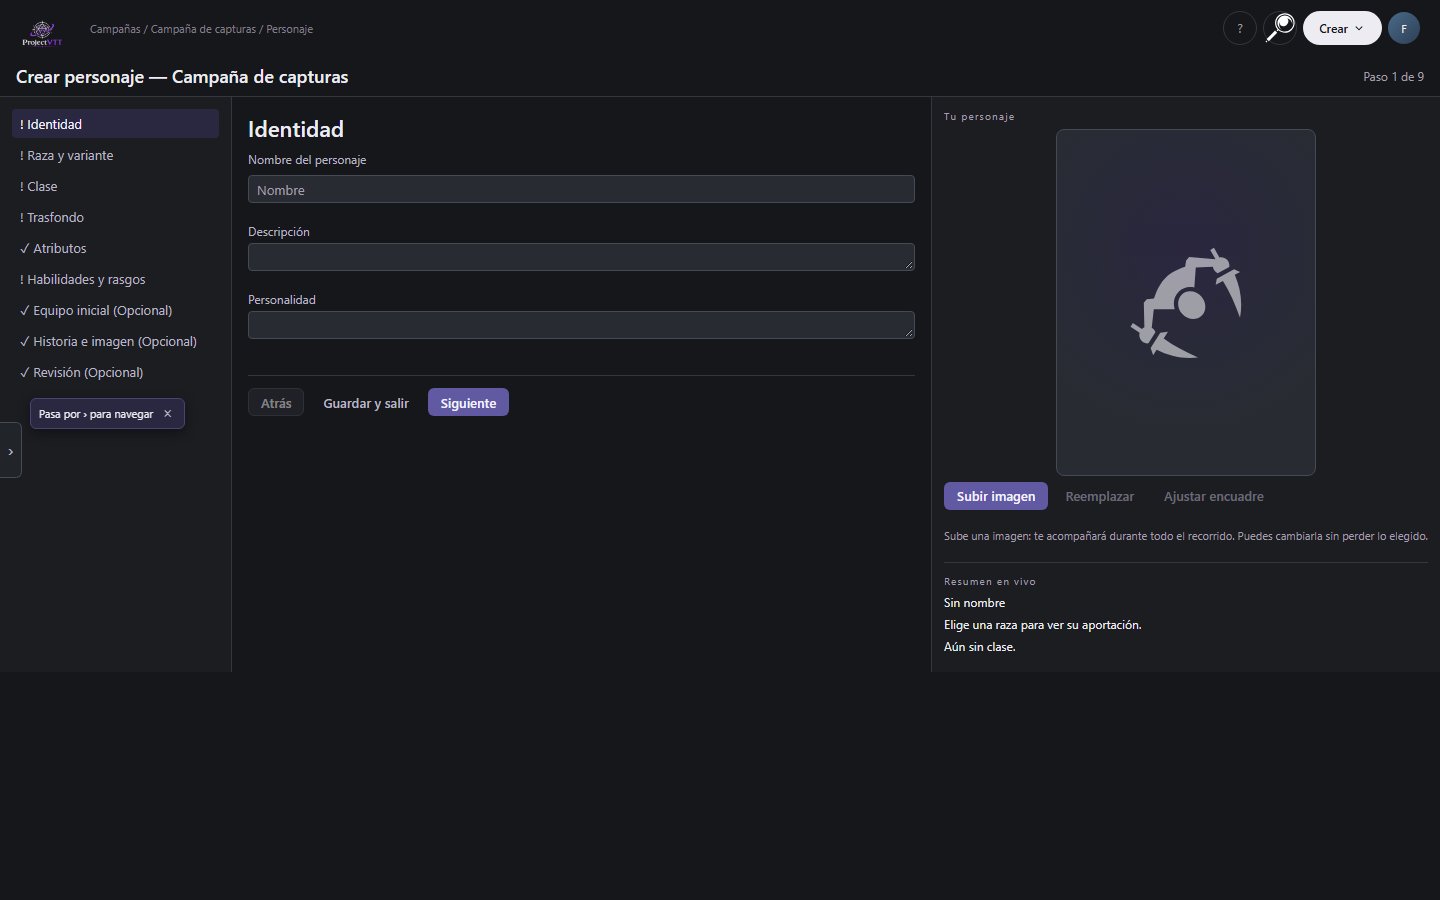 ProjectVTT
Campañas / Campaña de capturas / Personaje
?
Crear
F
Crear personaje — Campaña de capturas
Paso 1 de 9
! Identidad
! Raza y variante
! Clase
! Trasfondo
✓ Atributos
! Habilidades y rasgos
✓ Equipo inicial (Opcional)
✓ Historia e imagen (Opcional)
✓ Revisión (Opcional)
Pasa por › para navegar ×
›
Identidad
Nombre del personaje
Nombre
Descripción
Personalidad
Atrás
Guardar y salir
Siguiente
Tu personaje
Subir imagen
Reemplazar
Ajustar encuadre
Sube una imagen: te acompañará durante todo el recorrido. Puedes cambiarla sin perder lo elegido.
Resumen en vivo
Sin nombre
Elige una raza para ver su aportación.
Aún sin clase.